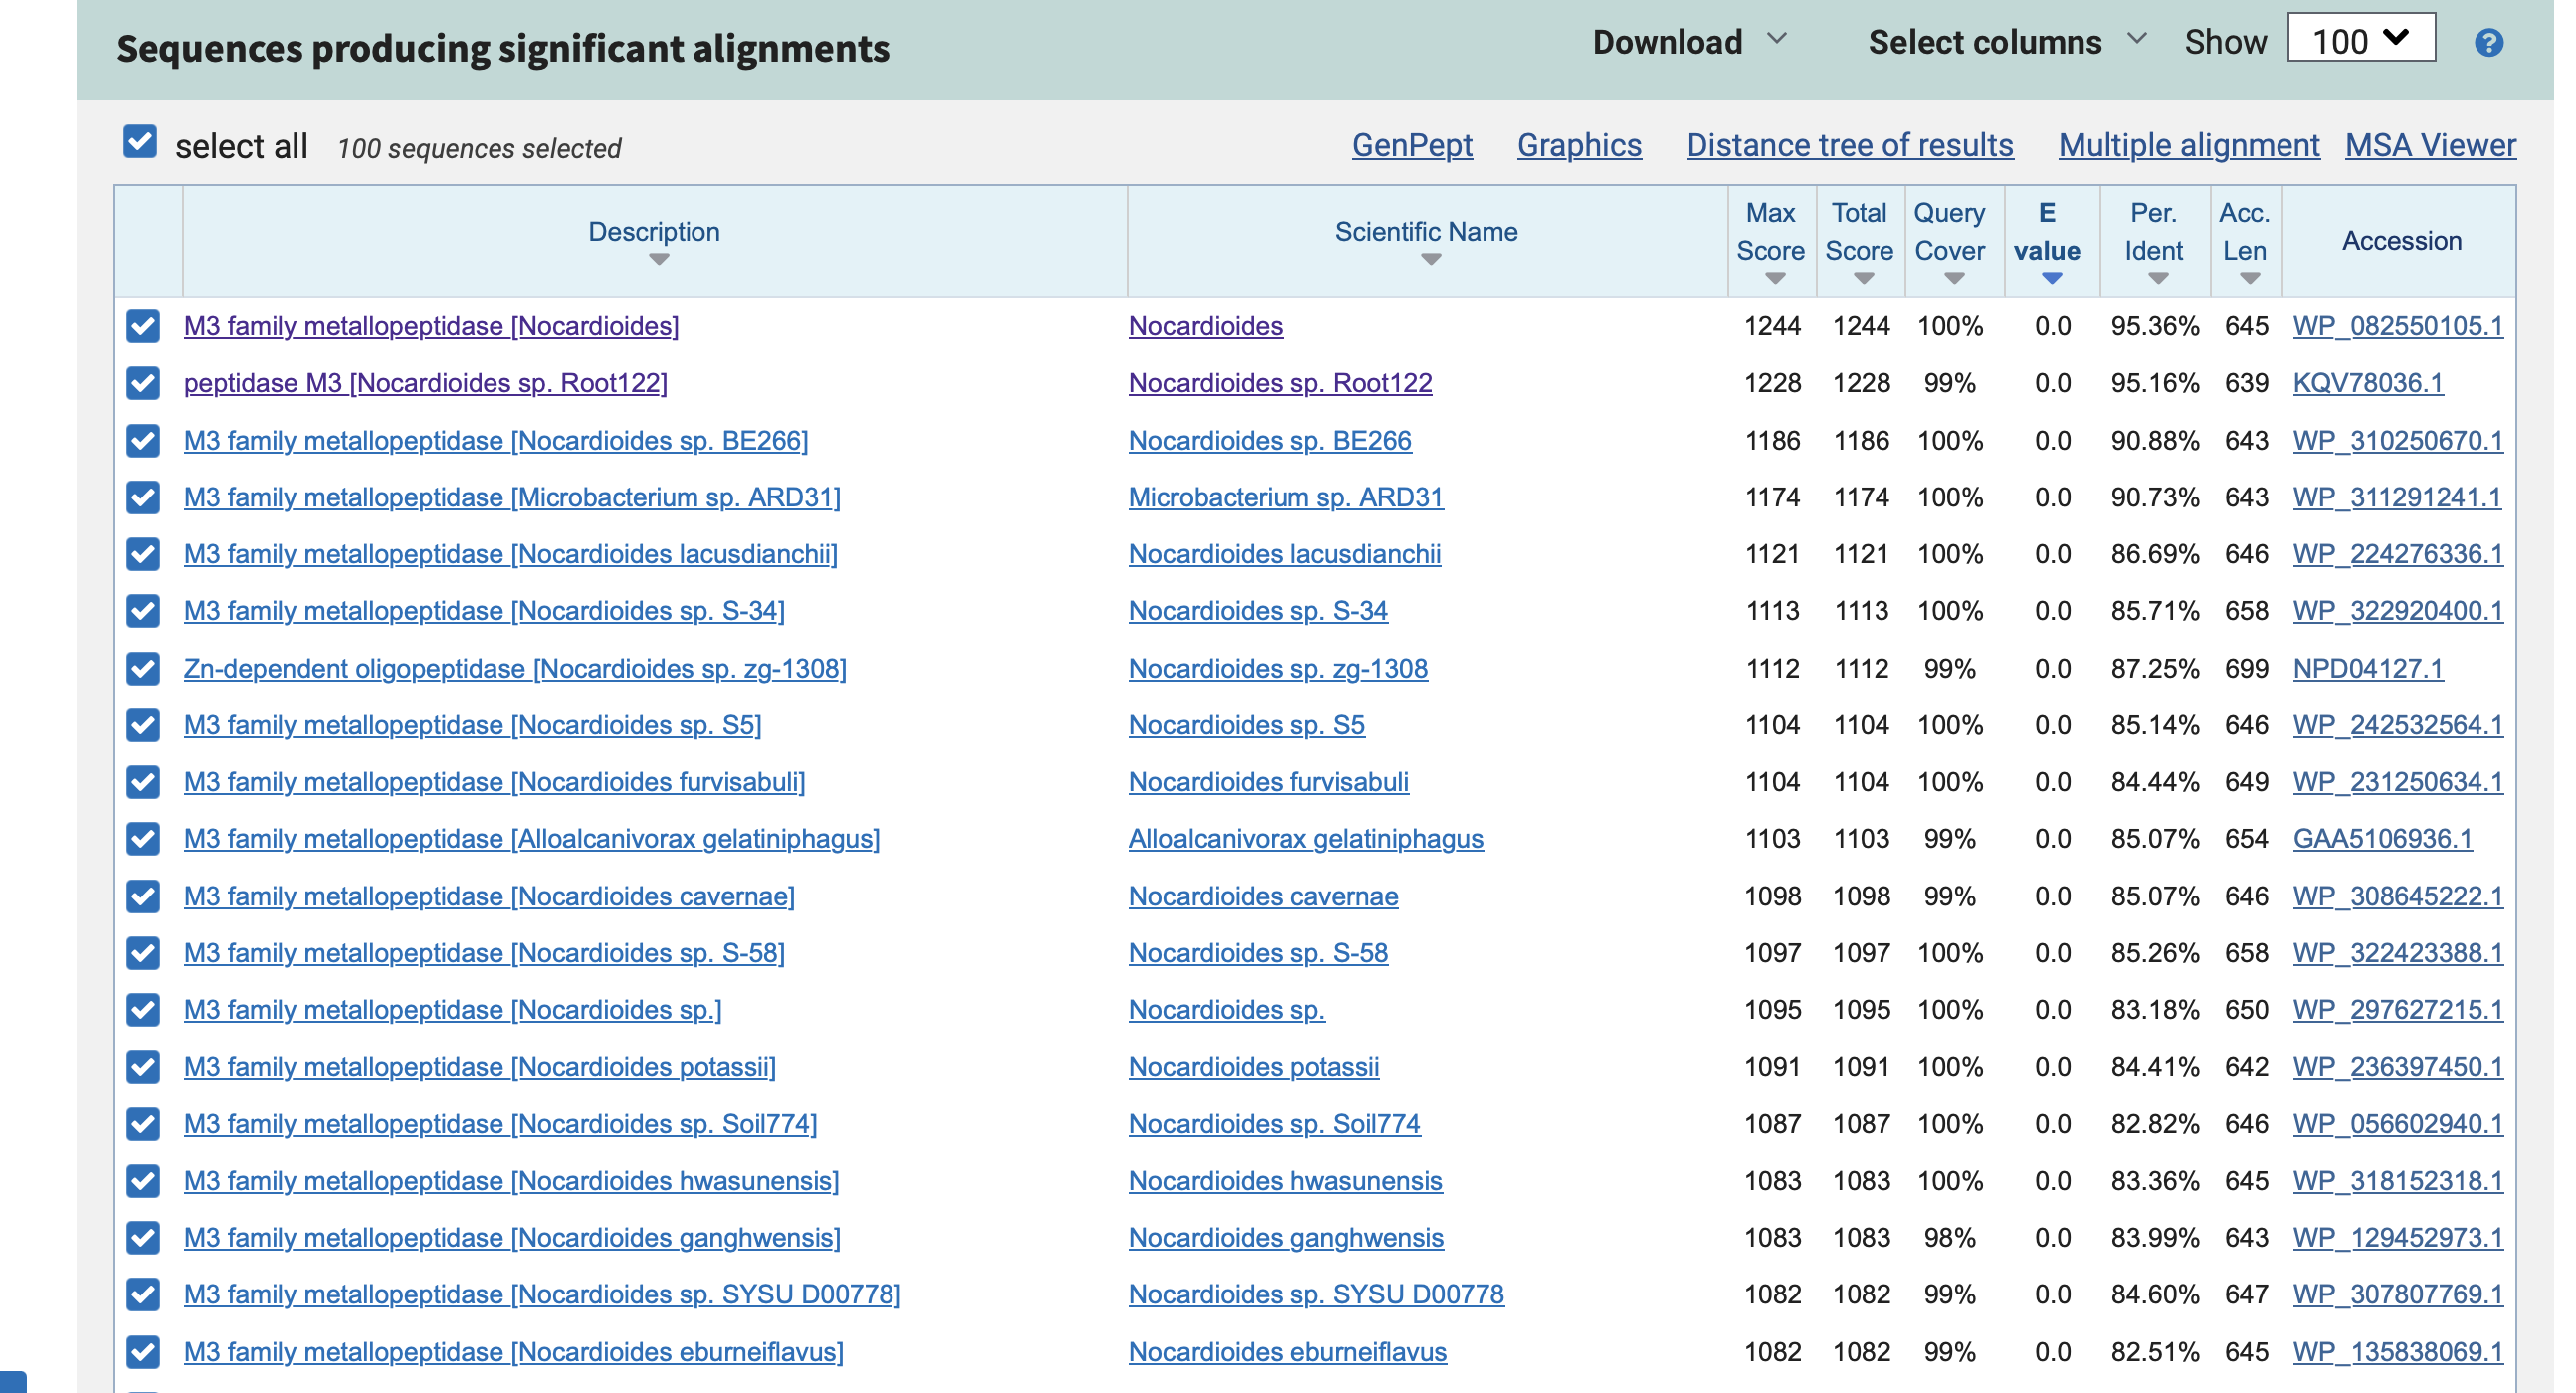 Sequences producing significant alignments Download Select columns Show 100 ?
select all 100 sequences selected GenPept Graphics Distance tree of results Multiple alignment MSA Viewer
Description Scientific Name Max Score Total Score Query Cover E value Per. Ident Acc. Len Accession
M3 family metallopeptidase [Nocardioides] Nocardioides 1244 1244 100% 0.0 95.36% 645 WP_082550105.1
peptidase M3 [Nocardioides sp. Root122] Nocardioides sp. Root122 1228 1228 99% 0.0 95.16% 639 KQV78036.1
M3 family metallopeptidase [Nocardioides sp. BE266] Nocardioides sp. BE266 1186 1186 100% 0.0 90.88% 643 WP_310250670.1
M3 family metallopeptidase [Microbacterium sp. ARD31] Microbacterium sp. ARD31 1174 1174 100% 0.0 90.73% 643 WP_311291241.1
M3 family metallopeptidase [Nocardioides lacusdianchii] Nocardioides lacusdianchii 1121 1121 100% 0.0 86.69% 646 WP_224276336.1
M3 family metallopeptidase [Nocardioides sp. S-34] Nocardioides sp. S-34 1113 1113 100% 0.0 85.71% 658 WP_322920400.1
Zn-dependent oligopeptidase [Nocardioides sp. zg-1308] Nocardioides sp. zg-1308 1112 1112 99% 0.0 87.25% 699 NPD04127.1
M3 family metallopeptidase [Nocardioides sp. S5] Nocardioides sp. S5 1104 1104 100% 0.0 85.14% 646 WP_242532564.1
M3 family metallopeptidase [Nocardioides furvisabuli] Nocardioides furvisabuli 1104 1104 100% 0.0 84.44% 649 WP_231250634.1
M3 family metallopeptidase [Alloalcanivorax gelatiniphagus] Alloalcanivorax gelatiniphagus 1103 1103 99% 0.0 85.07% 654 GAA5106936.1
M3 family metallopeptidase [Nocardioides cavernae] Nocardioides cavernae 1098 1098 99% 0.0 85.07% 646 WP_308645222.1
M3 family metallopeptidase [Nocardioides sp. S-58] Nocardioides sp. S-58 1097 1097 100% 0.0 85.26% 658 WP_322423388.1
M3 family metallopeptidase [Nocardioides sp.] Nocardioides sp. 1095 1095 100% 0.0 83.18% 650 WP_297627215.1
M3 family metallopeptidase [Nocardioides potassii] Nocardioides potassii 1091 1091 100% 0.0 84.41% 642 WP_236397450.1
M3 family metallopeptidase [Nocardioides sp. Soil774] Nocardioides sp. Soil774 1087 1087 100% 0.0 82.82% 646 WP_056602940.1
M3 family metallopeptidase [Nocardioides hwasunensis] Nocardioides hwasunensis 1083 1083 100% 0.0 83.36% 645 WP_318152318.1
M3 family metallopeptidase [Nocardioides ganghwensis] Nocardioides ganghwensis 1083 1083 98% 0.0 83.99% 643 WP_129452973.1
M3 family metallopeptidase [Nocardioides sp. SYSU D00778] Nocardioides sp. SYSU D00778 1082 1082 99% 0.0 84.60% 647 WP_307807769.1
M3 family metallopeptidase [Nocardioides eburneiflavus] Nocardioides eburneiflavus 1082 1082 99% 0.0 82.51% 645 WP_135838069.1